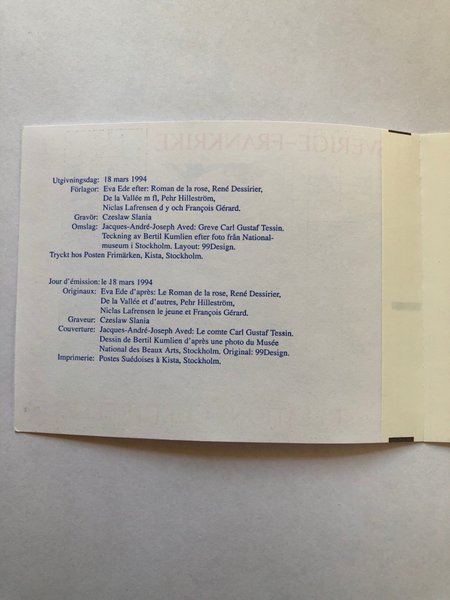 Utgivningsdag: 18 mars 1994
Förlagor: Eva Ede efter: Roman de la rose, René Dessirier,
De la Vallée m fl, Pehr Hilleström,
Niclas Lafrensen d y och François Gérard.
Gravör: Czeslaw Slania
Omslag: Jacques-André-Joseph Aved: Greve Carl Gustaf Tessin.
Teckning av Bertil Kumlien efter foto från National-
museum i Stockholm. Layout: 99Design.
Tryckt hos Posten Frimärken, Kista, Stockholm.
Jour d'émission: le 18 mars 1994
Originaux: Eva Ede d'après: Le Roman de la rose, René Dessirier,
De la Vallée et d'autres, Pehr Hilleström,
Niclas Lafrensen le jeune et François Gérard.
Graveur: Czeslaw Slania
Couverture: Jacques-André-Joseph Aved: Le comte Carl Gustaf Tessin.
Dessin de Bertil Kumlien d'après une photo du Musée
National des Beaux Arts, Stockholm. Original: 99Design.
Imprimerie: Postes Suédoises à Kista, Stockholm.